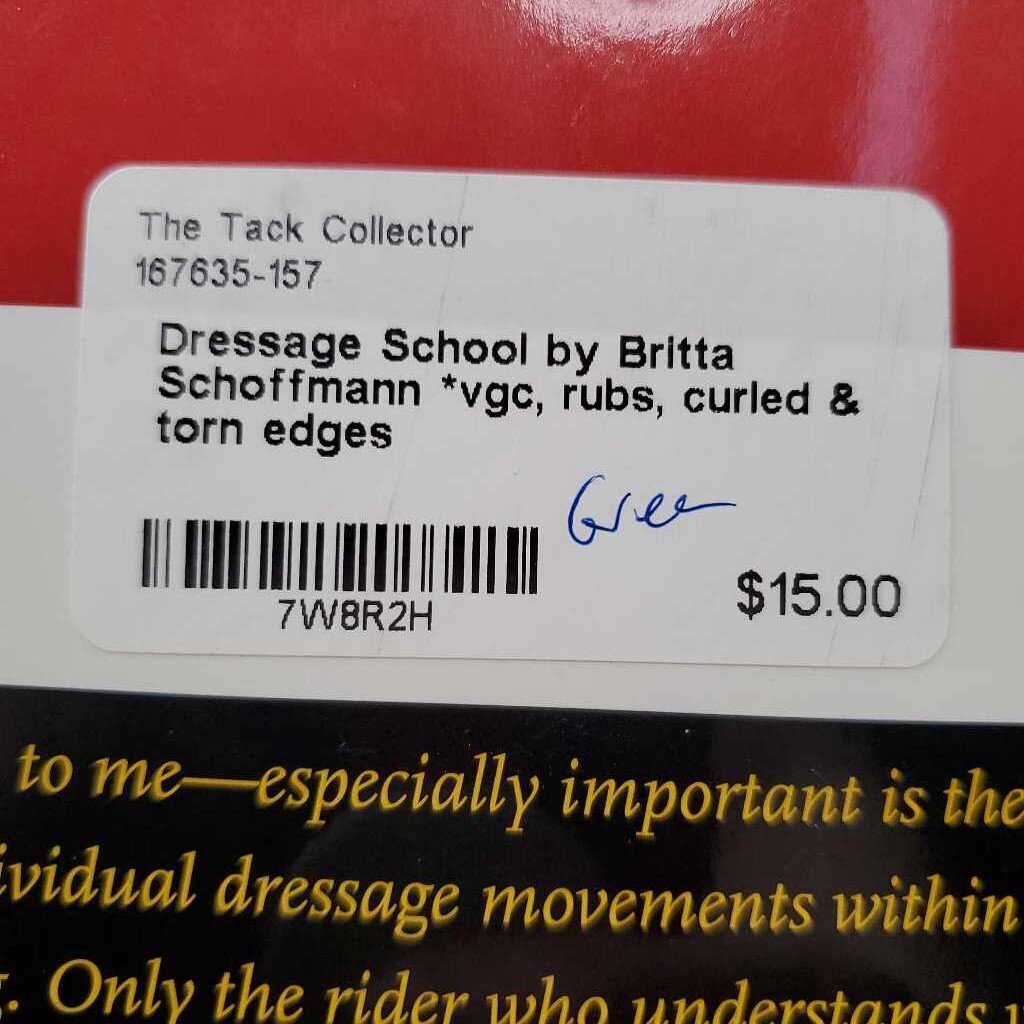 The Tack Collector
167635-157
Dressage School by Britta
Schoffmann *vgc, rubs, curled &
torn edges
Green
7W8R2H
$15.00
to me—especially important is the
ividual dressage movements within
. Only the rider who understands